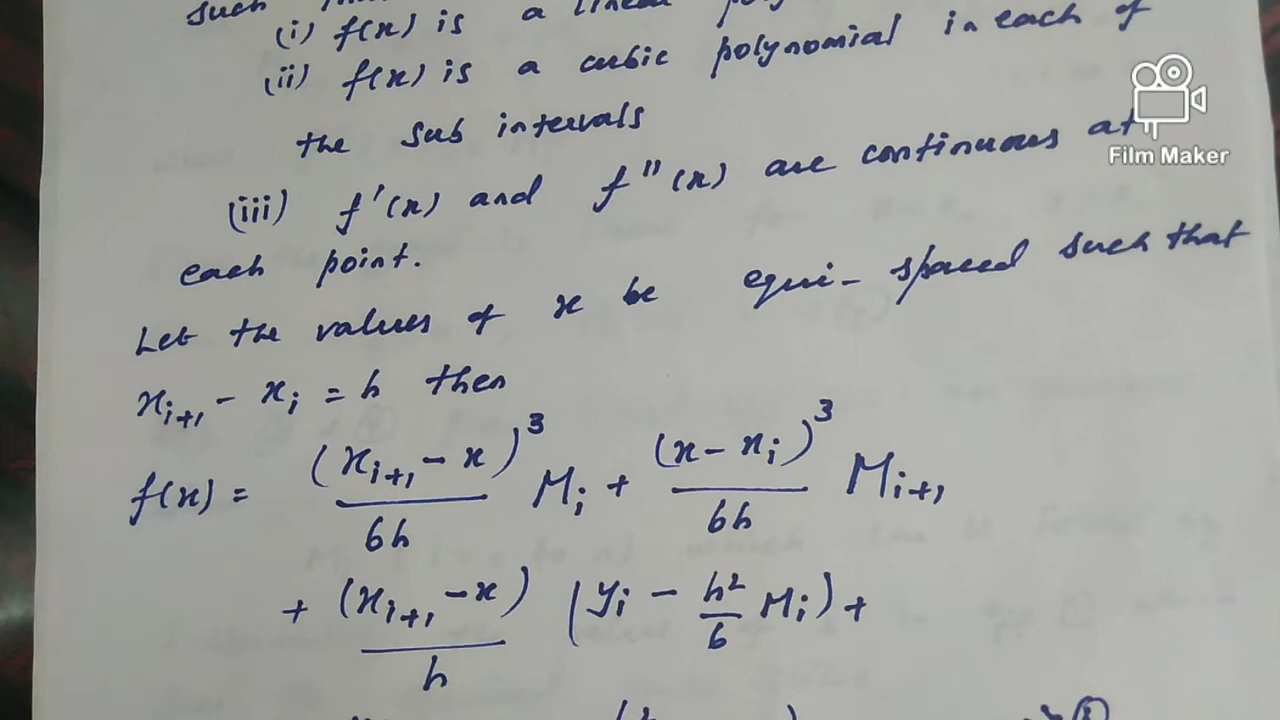 such
(i) f(x) is a linear
(ii) f(x) is a cubic polynomial in each of
the sub intervals
(iii) f'(x) and f''(x) are continuous at
each point.
Let the values of x be equi-spaced such that
x_{i+1} - x_i = h then
f(x) = (x_{i+1} - x)^3 / 6h M_i + (x - x_i)^3 / 6h M_{i+1}
+ (x_{i+1} - x) / h (y_i - h^2/6 M_i) +
Film Maker